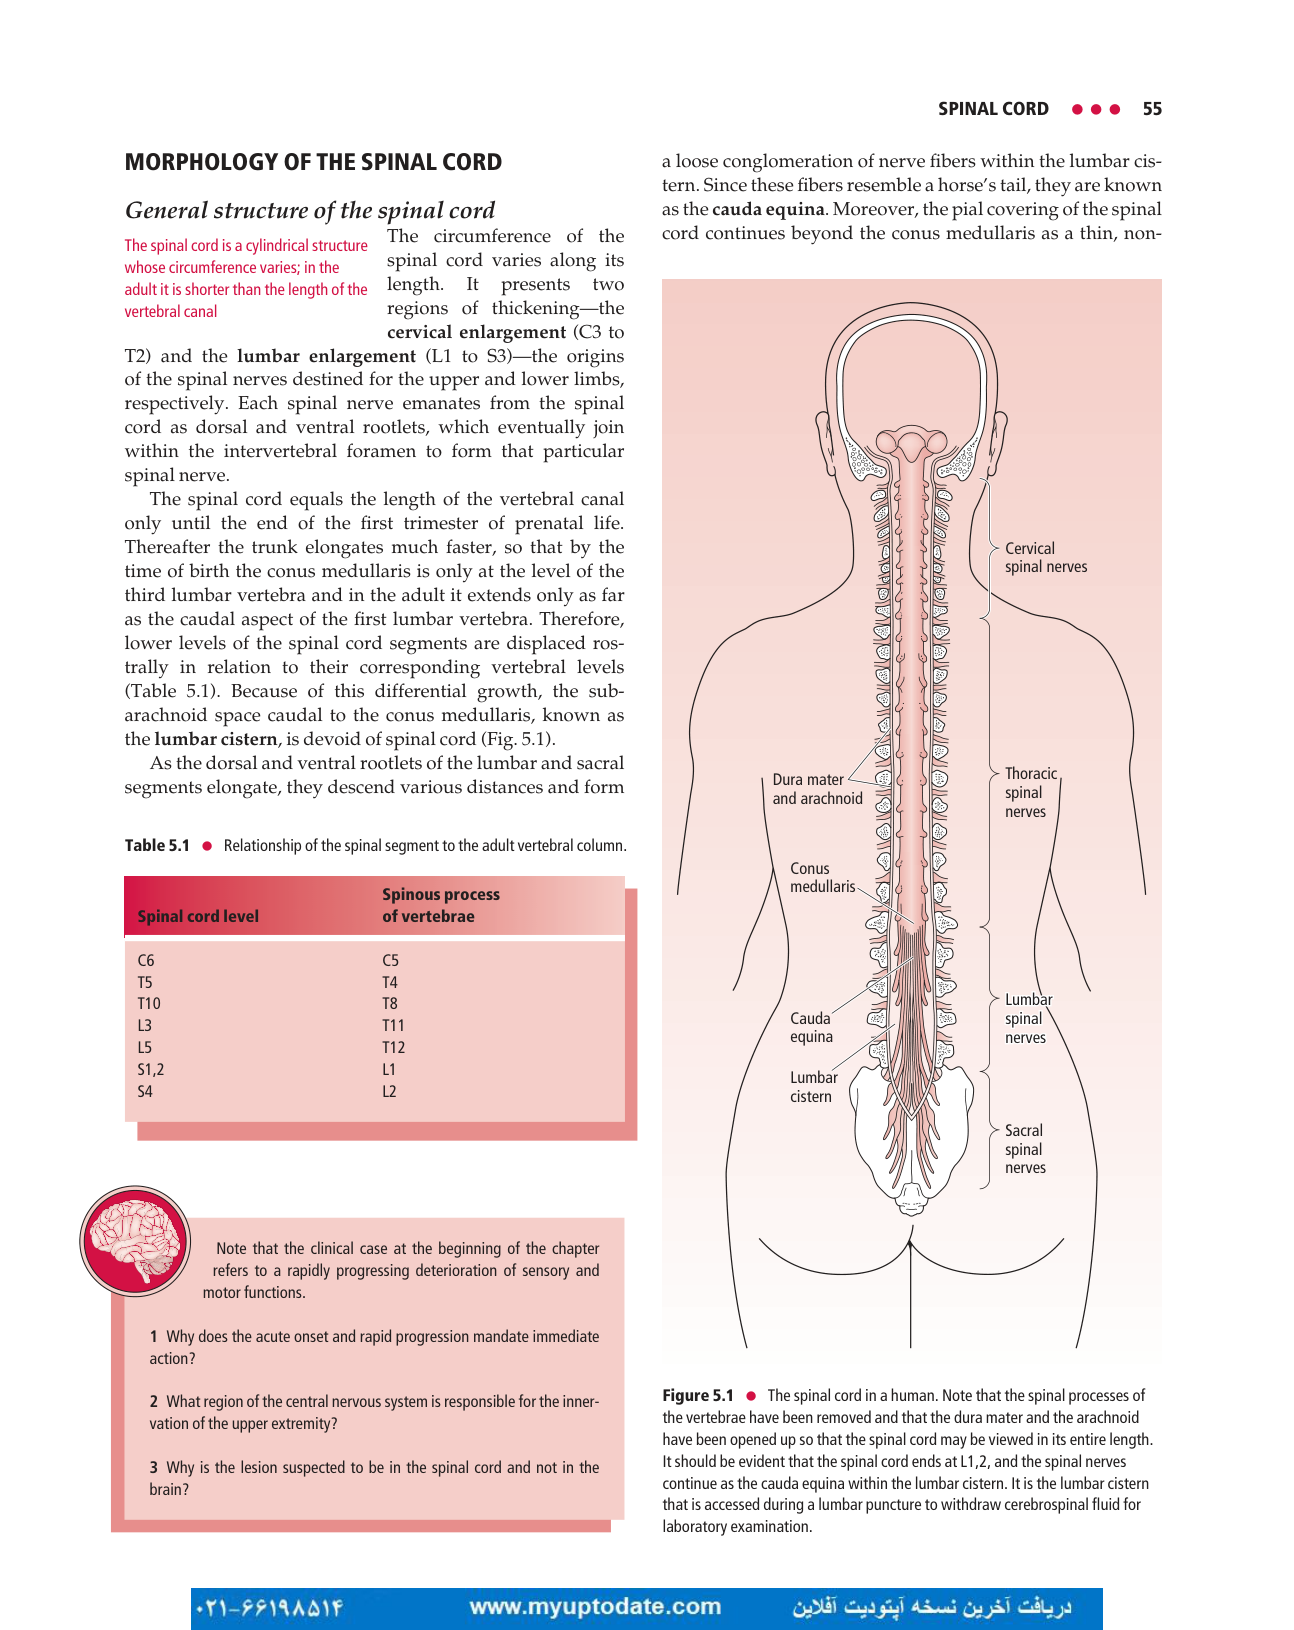 SPINAL CORD ● ● ● 55
MORPHOLOGY OF THE SPINAL CORD
General structure of the spinal cord
The spinal cord is a cylindrical structure
whose circumference varies; in the
adult it is shorter than the length of the
vertebral canal
The circumference of the
spinal cord varies along its
length. It presents two
regions of thickening—the
cervical enlargement (C3 to
T2) and the lumbar enlargement (L1 to S3)—the origins
of the spinal nerves destined for the upper and lower limbs,
respectively. Each spinal nerve emanates from the spinal
cord as dorsal and ventral rootlets, which eventually join
within the intervertebral foramen to form that particular
spinal nerve.
The spinal cord equals the length of the vertebral canal
only until the end of the first trimester of prenatal life.
Thereafter the trunk elongates much faster, so that by the
time of birth the conus medullaris is only at the level of the
third lumbar vertebra and in the adult it extends only as far
as the caudal aspect of the first lumbar vertebra. Therefore,
lower levels of the spinal cord segments are displaced ros-
trally in relation to their corresponding vertebral levels
(Table 5.1). Because of this differential growth, the sub-
arachnoid space caudal to the conus medullaris, known as
the lumbar cistern, is devoid of spinal cord (Fig. 5.1).
As the dorsal and ventral rootlets of the lumbar and sacral
segments elongate, they descend various distances and form
Table 5.1 ● Relationship of the spinal segment to the adult vertebral column.
Spinous process
Spinal cord level of vertebrae
C6 C5
T5 T4
T10 T8
L3 T11
L5 T12
S1,2 L1
S4 L2
Note that the clinical case at the beginning of the chapter
refers to a rapidly progressing deterioration of sensory and
motor functions.
1 Why does the acute onset and rapid progression mandate immediate
action?
2 What region of the central nervous system is responsible for the inner-
vation of the upper extremity?
3 Why is the lesion suspected to be in the spinal cord and not in the
brain?
a loose conglomeration of nerve fibers within the lumbar cis-
tern. Since these fibers resemble a horse's tail, they are known
as the cauda equina. Moreover, the pial covering of the spinal
cord continues beyond the conus medullaris as a thin, non-
Cervical
spinal nerves
Dura mater
and arachnoid
Thoracic
spinal
nerves
Conus
medullaris
Cauda
equina
Lumbar
spinal
nerves
Lumbar
cistern
Sacral
spinal
nerves
Figure 5.1 ● The spinal cord in a human. Note that the spinal processes of
the vertebrae have been removed and that the dura mater and the arachnoid
have been opened up so that the spinal cord may be viewed in its entire length.
It should be evident that the spinal cord ends at L1,2, and the spinal nerves
continue as the cauda equina within the lumbar cistern. It is the lumbar cistern
that is accessed during a lumbar puncture to withdraw cerebrospinal fluid for
laboratory examination.
۰۲۱-۶۶۱۹۸۵۱۴ www.myuptodate.com دریافت آخرین نسخه آپتودیت آفلاین